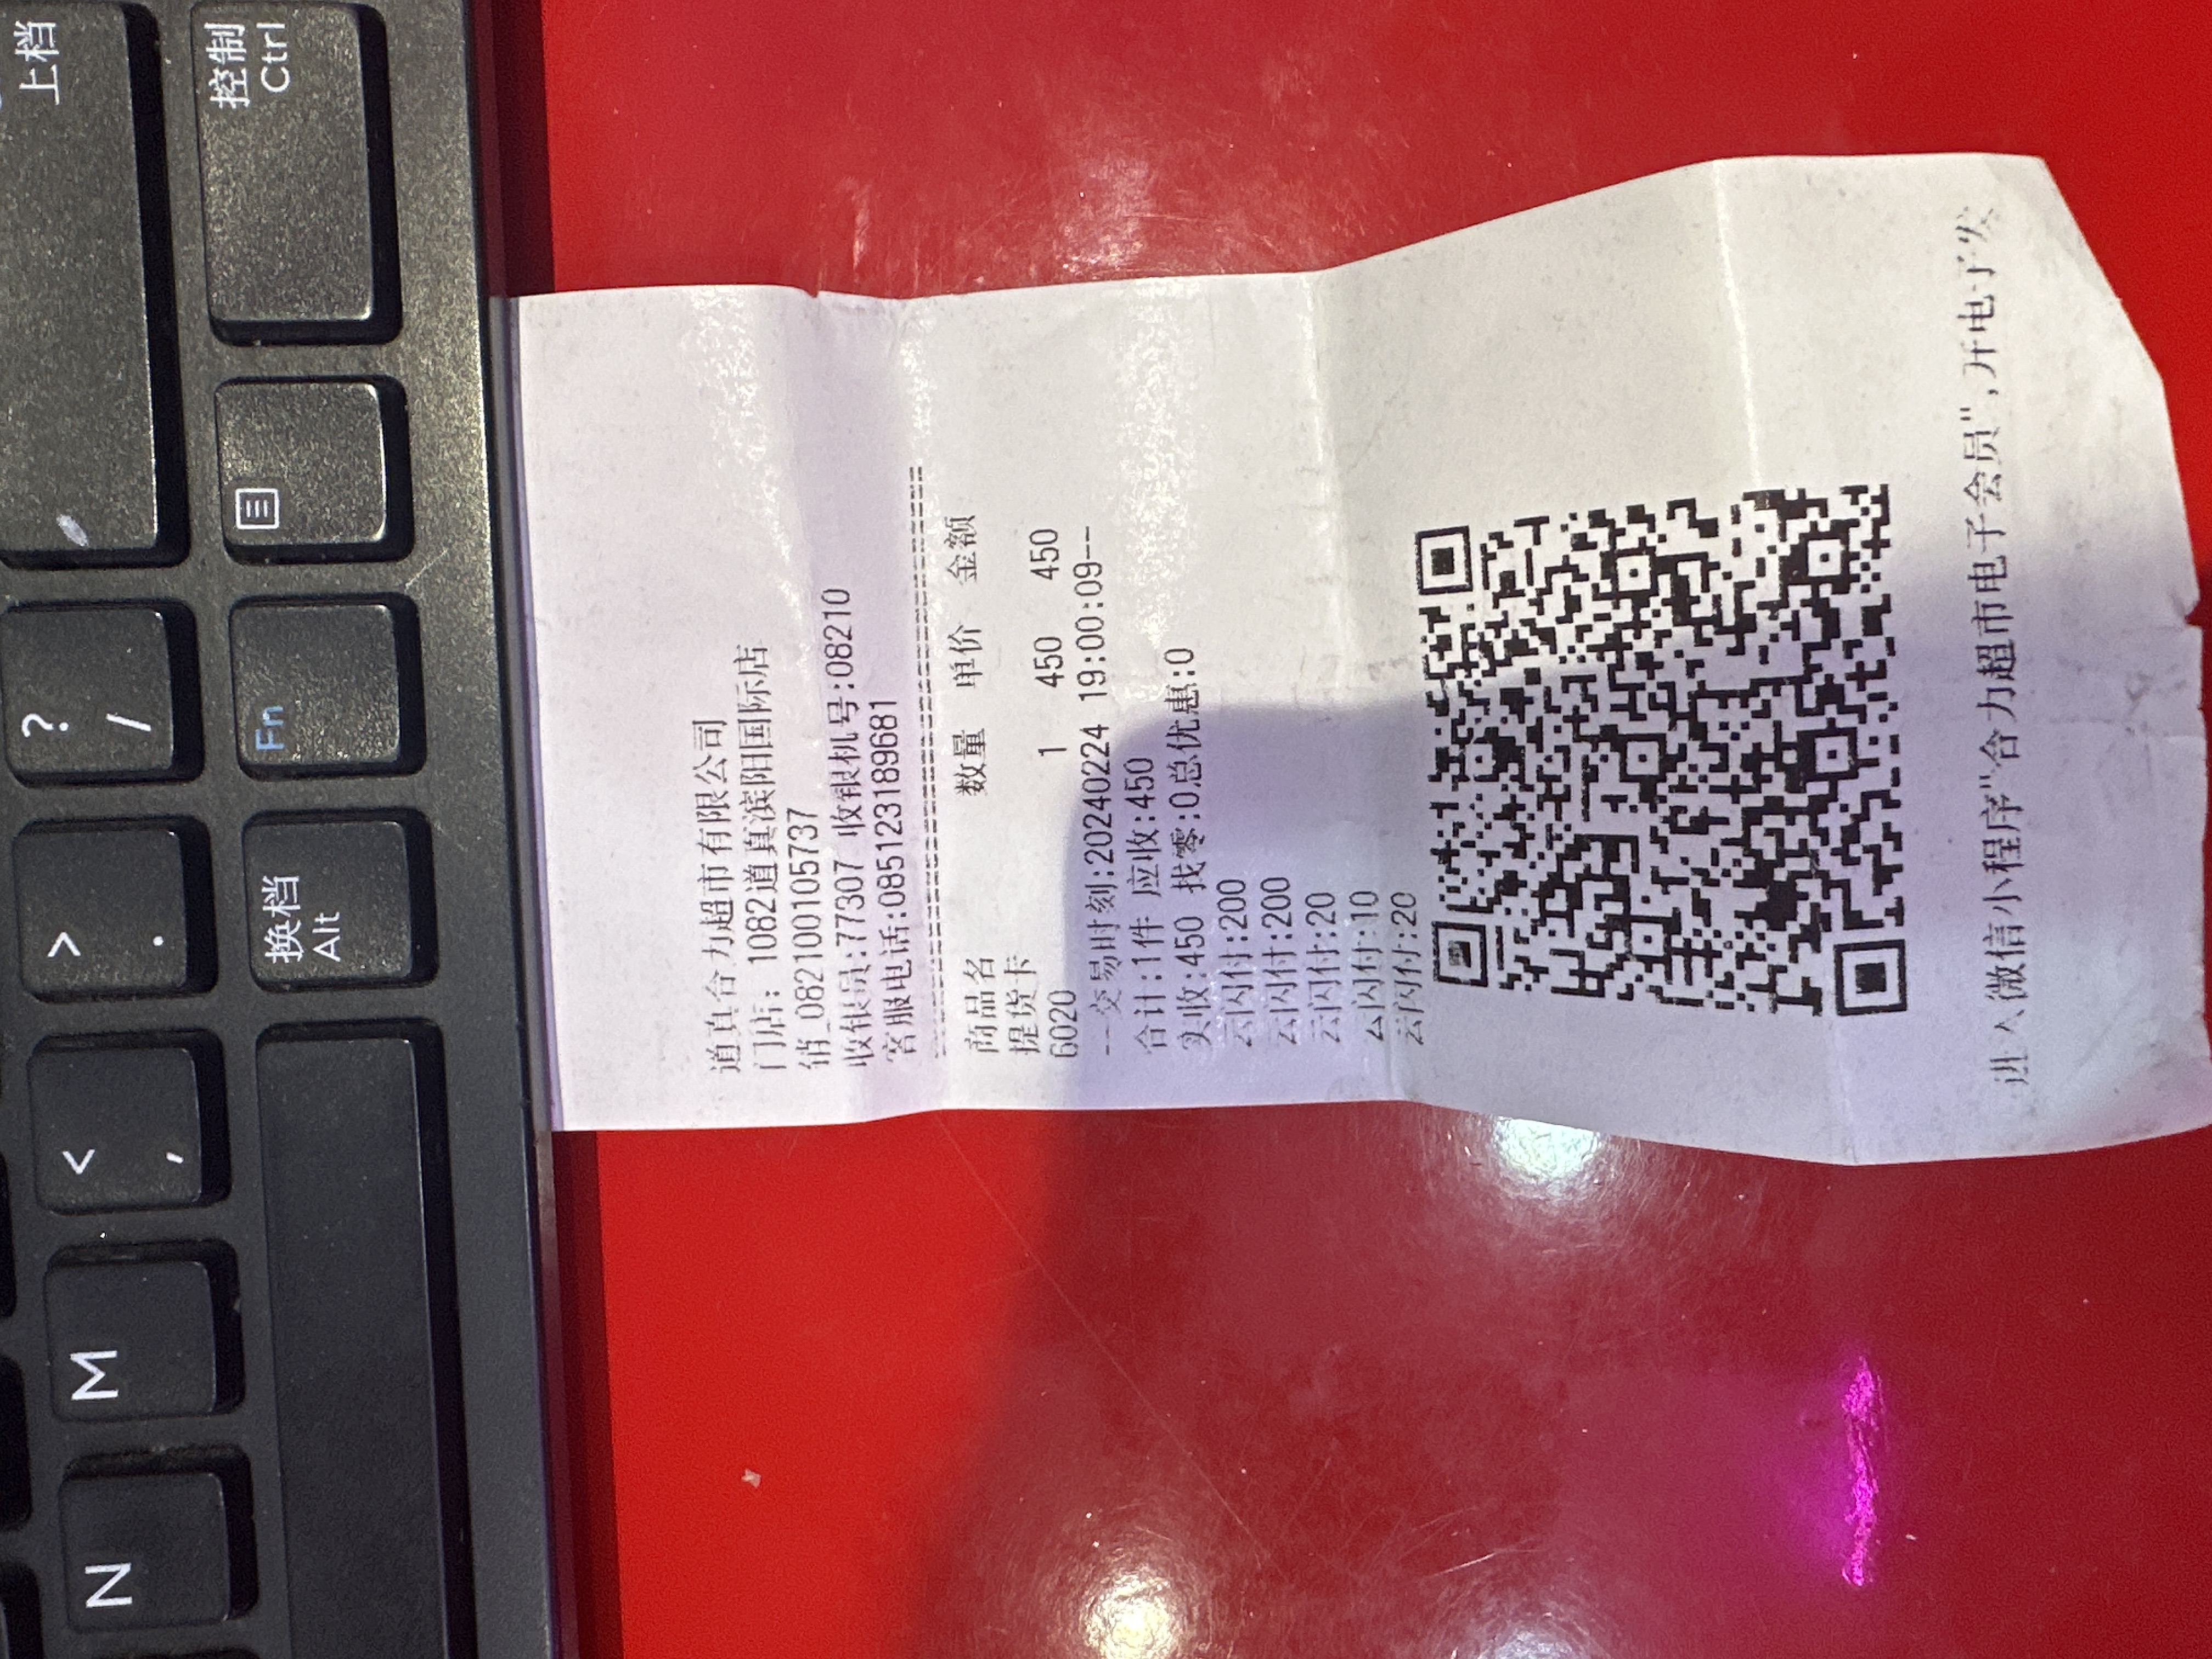 道真合力超市有限公司
门店: 1082道真滨阳国际店
销_082100105737
收银员:77307 收银机号:08210
客服电话:085123189681
商品名 数量 单价 金额
提货卡
6020 1 450 450
---交易时刻:20240224 19:00:09--
合计:1件 应收:450
实收:450 找零:0总优惠:0
云闪付:200
云闪付:200
云闪付:20
云闪付:10
云闪付:20
进入微信小程序"合力超市电子会员",开电子发
上档
控制
Ctrl
?
/
Fn
>
.
换档
Alt
<
,
M
N